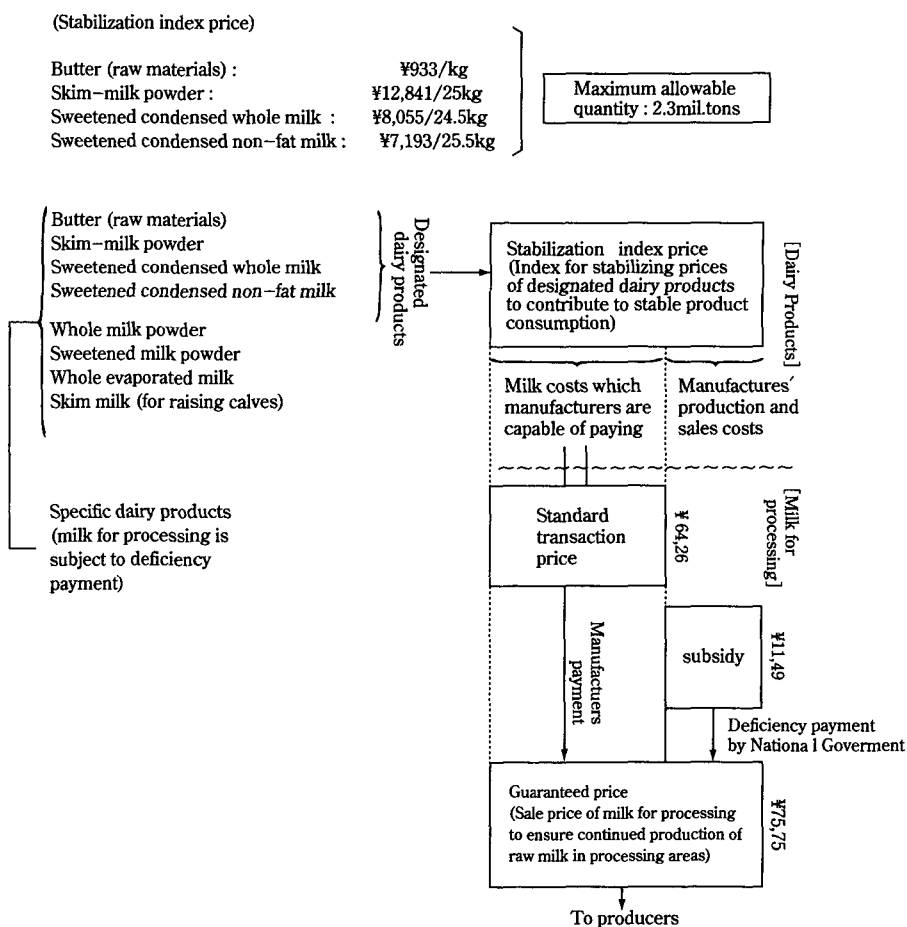 (Stabilization index price)
Butter (raw materials) : ¥933/kg
Skim-milk powder : ¥12,841/25kg
Sweetened condensed whole milk : ¥8,055/24.5kg
Sweetened condensed non-fat milk : ¥7,193/25.5kg
Maximum allowable
quantity : 2.3mil.tons
Butter (raw materials)
Skim-milk powder
Sweetened condensed whole milk
Sweetened condensed non-fat milk
Whole milk powder
Sweetened milk powder
Whole evaporated milk
Skim milk (for raising calves)
Specific dairy products
(milk for processing is
subject to deficiency
payment)
Designated
dairy products
Stabilization index price
(Index for stabilizing prices
of designated dairy products
to contribute to stable product
consumption)
[Dairy Products]
Milk costs which
manufacturers are
capable of paying
Manufactures´
production and
sales costs
Standard
transaction
price
¥64,26
[Milk for
processing]
Manufactuers
payment
subsidy
¥11,49
Deficiency payment
by Nationa l Goverment
Guaranteed price
(Sale price of milk for processing
to ensure continued production of
raw milk in processing areas)
¥75,75
To producers